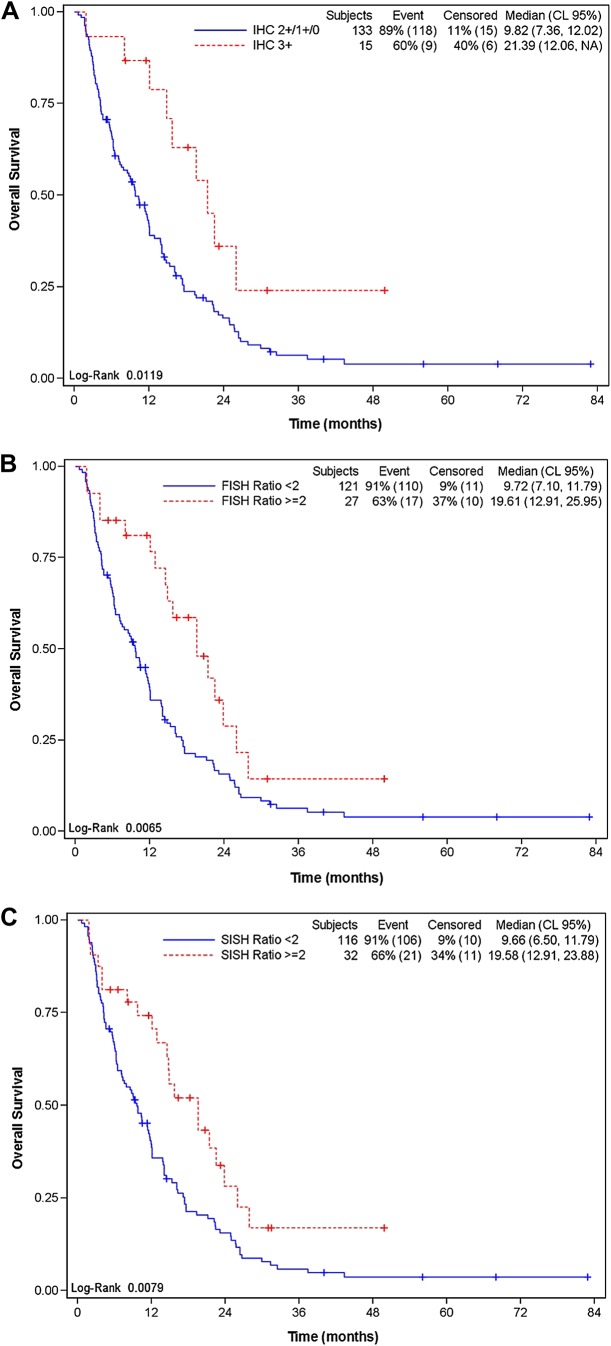 A
Subjects Event Censored Median (CL 95%)
IHC 2+/1+/0 133 89% (118) 11% (15) 9.82 (7.36, 12.02)
IHC 3+ 15 60% (9) 40% (6) 21.39 (12.06, NA)
1.00
0.75
0.50
0.25
0.00
Overall Survival
Log-Rank 0.0119
0 12 24 36 48 60 72 84
Time (months)
B
Subjects Event Censored Median (CL 95%)
FISH Ratio <2 121 91% (110) 9% (11) 9.72 (7.10, 11.79)
FISH Ratio >=2 27 63% (17) 37% (10) 19.61 (12.91, 25.95)
1.00
0.75
0.50
0.25
0.00
Overall Survival
Log-Rank 0.0065
0 12 24 36 48 60 72 84
Time (months)
C
Subjects Event Censored Median (CL 95%)
SISH Ratio <2 116 91% (106) 9% (10) 9.66 (6.50, 11.79)
SISH Ratio >=2 32 66% (21) 34% (11) 19.58 (12.91, 23.88)
1.00
0.75
0.50
0.25
0.00
Overall Survival
Log-Rank 0.0079
0 12 24 36 48 60 72 84
Time (months)